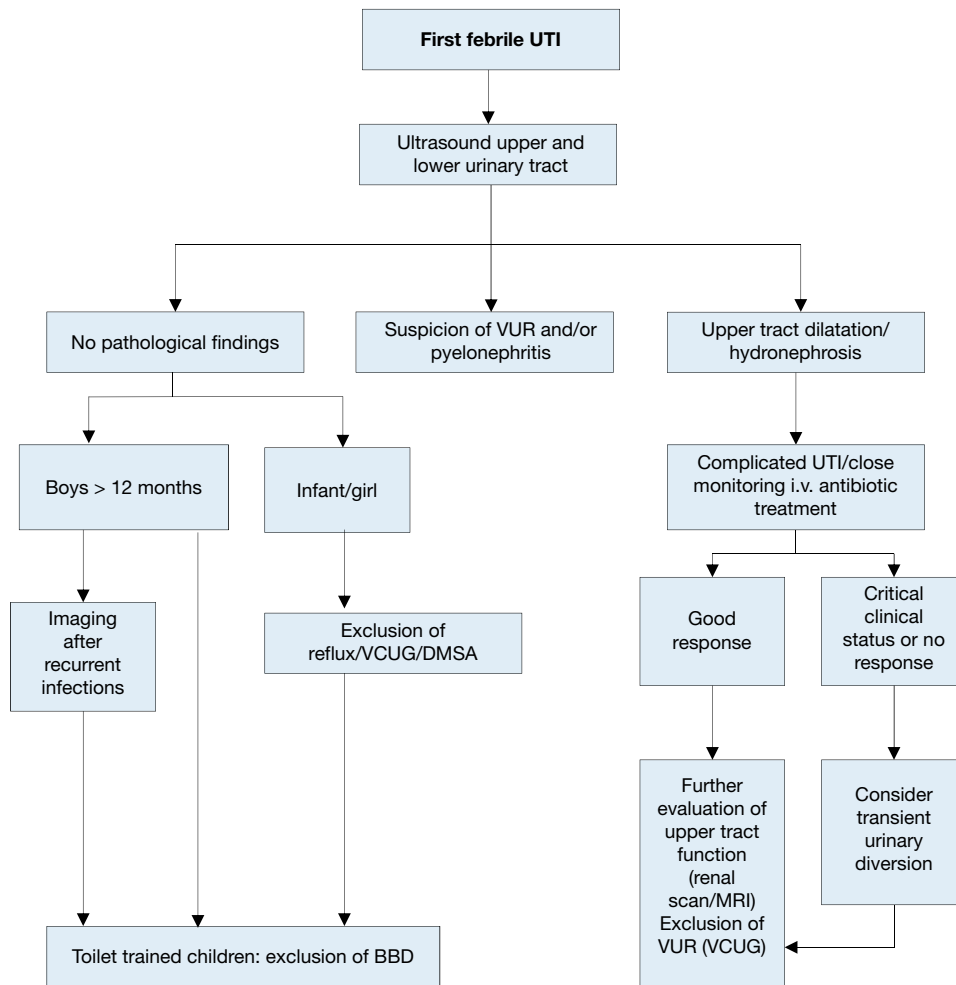 First febrile UTI
Ultrasound upper and
lower urinary tract
No pathological findings
Suspicion of VUR and/or
pyelonephritis
Upper tract dilatation/
hydronephrosis
Boys > 12 months
Infant/girl
Complicated UTI/close
monitoring i.v. antibiotic
treatment
Imaging
after
recurrent
infections
Exclusion of
reflux/VCUG/DMSA
Good
response
Critical
clinical
status or no
response
Further
evaluation of
upper tract
function
(renal
scan/MRI)
Exclusion of
VUR (VCUG)
Consider
transient
urinary
diversion
Toilet trained children: exclusion of BBD